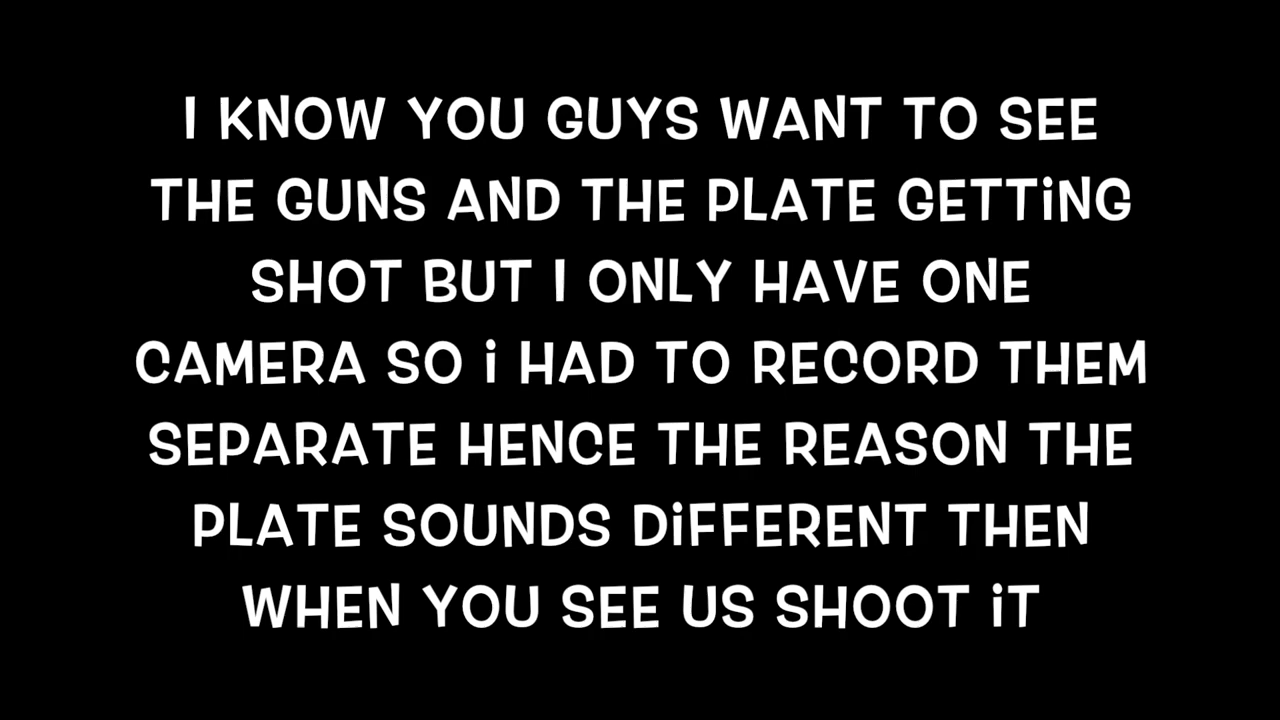 I KNOW YOU GUYS WANT TO SEE
THE GUNS AND THE PLATE GETTiNG
SHOT BUT I ONLY HAVE ONE
CAMERA SO i HAD TO RECORD THEM
SEPARATE HENCE THE REASON THE
PLATE SOUNDS DiFFERENT THEN
WHEN YOU SEE US SHOOT iT